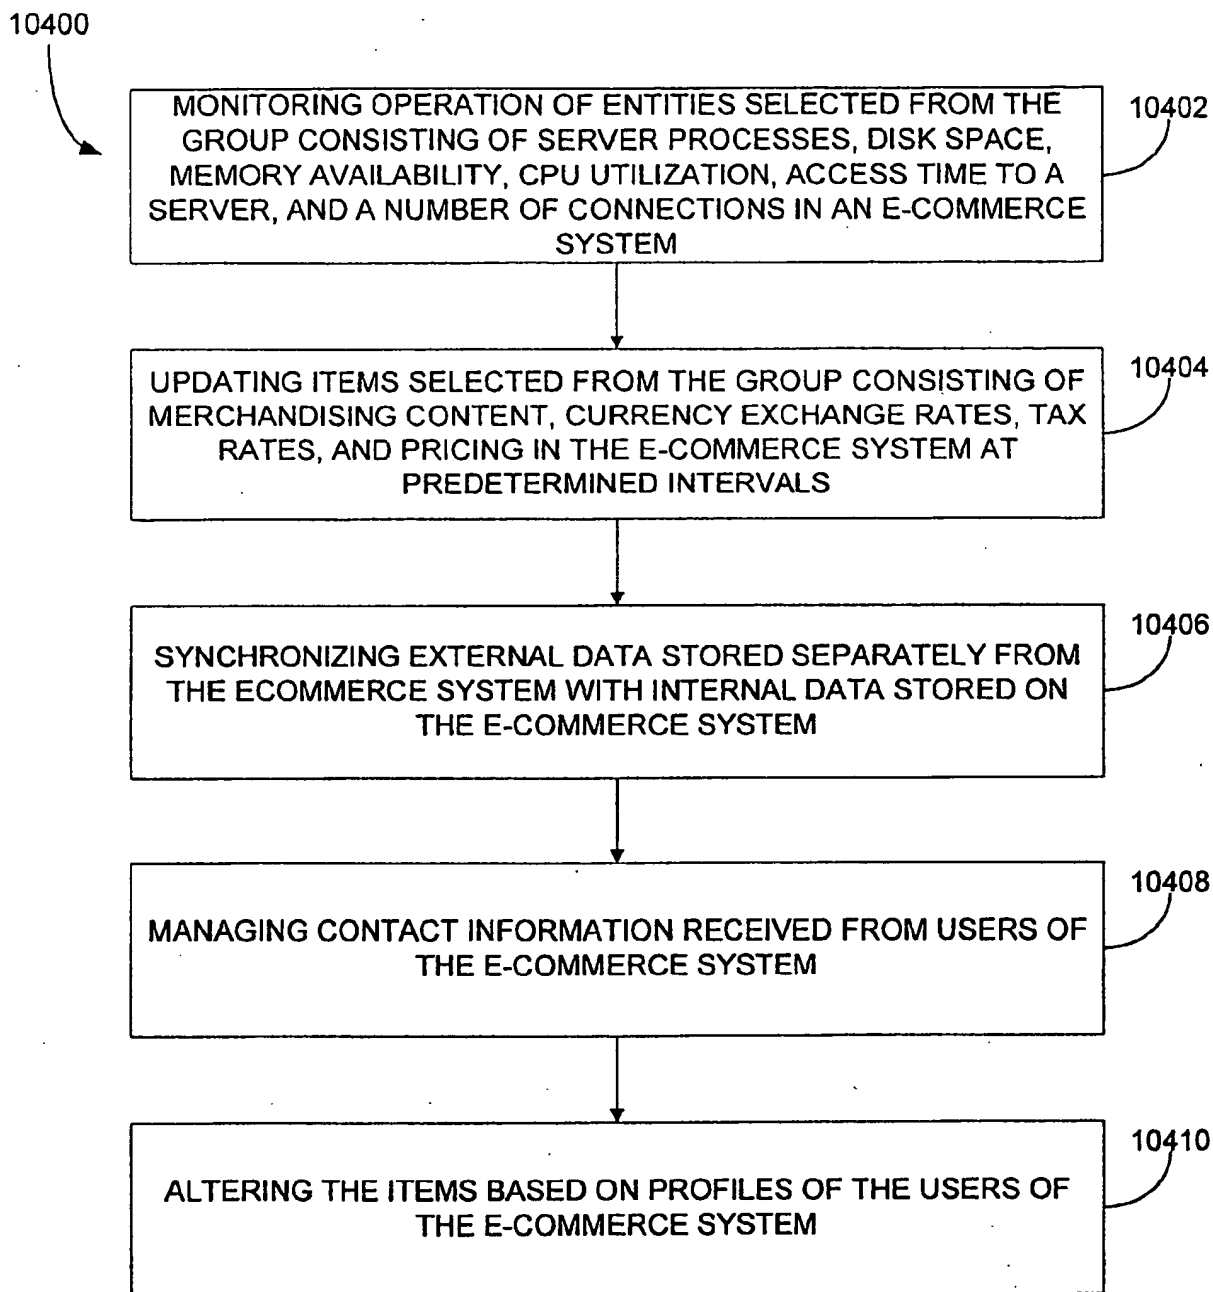 10400
MONITORING OPERATION OF ENTITIES SELECTED FROM THE
GROUP CONSISTING OF SERVER PROCESSES, DISK SPACE,
MEMORY AVAILABILITY, CPU UTILIZATION, ACCESS TIME TO A
SERVER, AND A NUMBER OF CONNECTIONS IN AN E-COMMERCE
SYSTEM
10402
UPDATING ITEMS SELECTED FROM THE GROUP CONSISTING OF
MERCHANDISING CONTENT, CURRENCY EXCHANGE RATES, TAX
RATES, AND PRICING IN THE E-COMMERCE SYSTEM AT
PREDETERMINED INTERVALS
10404
SYNCHRONIZING EXTERNAL DATA STORED SEPARATELY FROM
THE ECOMMERCE SYSTEM WITH INTERNAL DATA STORED ON
THE E-COMMERCE SYSTEM
10406
MANAGING CONTACT INFORMATION RECEIVED FROM USERS OF
THE E-COMMERCE SYSTEM
10408
ALTERING THE ITEMS BASED ON PROFILES OF THE USERS OF
THE E-COMMERCE SYSTEM
10410